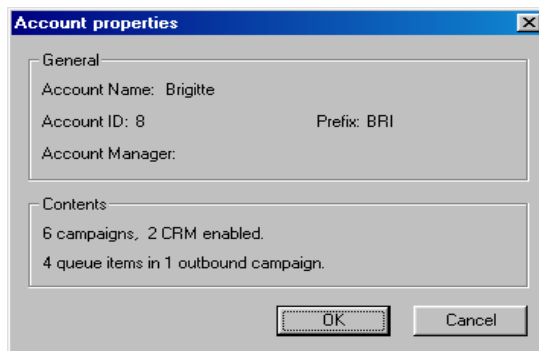 Account properties
General
Account Name: Brigitte
Account ID: 8 Prefix: BRI
Account Manager:
Contents
6 campaigns, 2 CRM enabled.
4 queue items in 1 outbound campaign.
OK Cancel